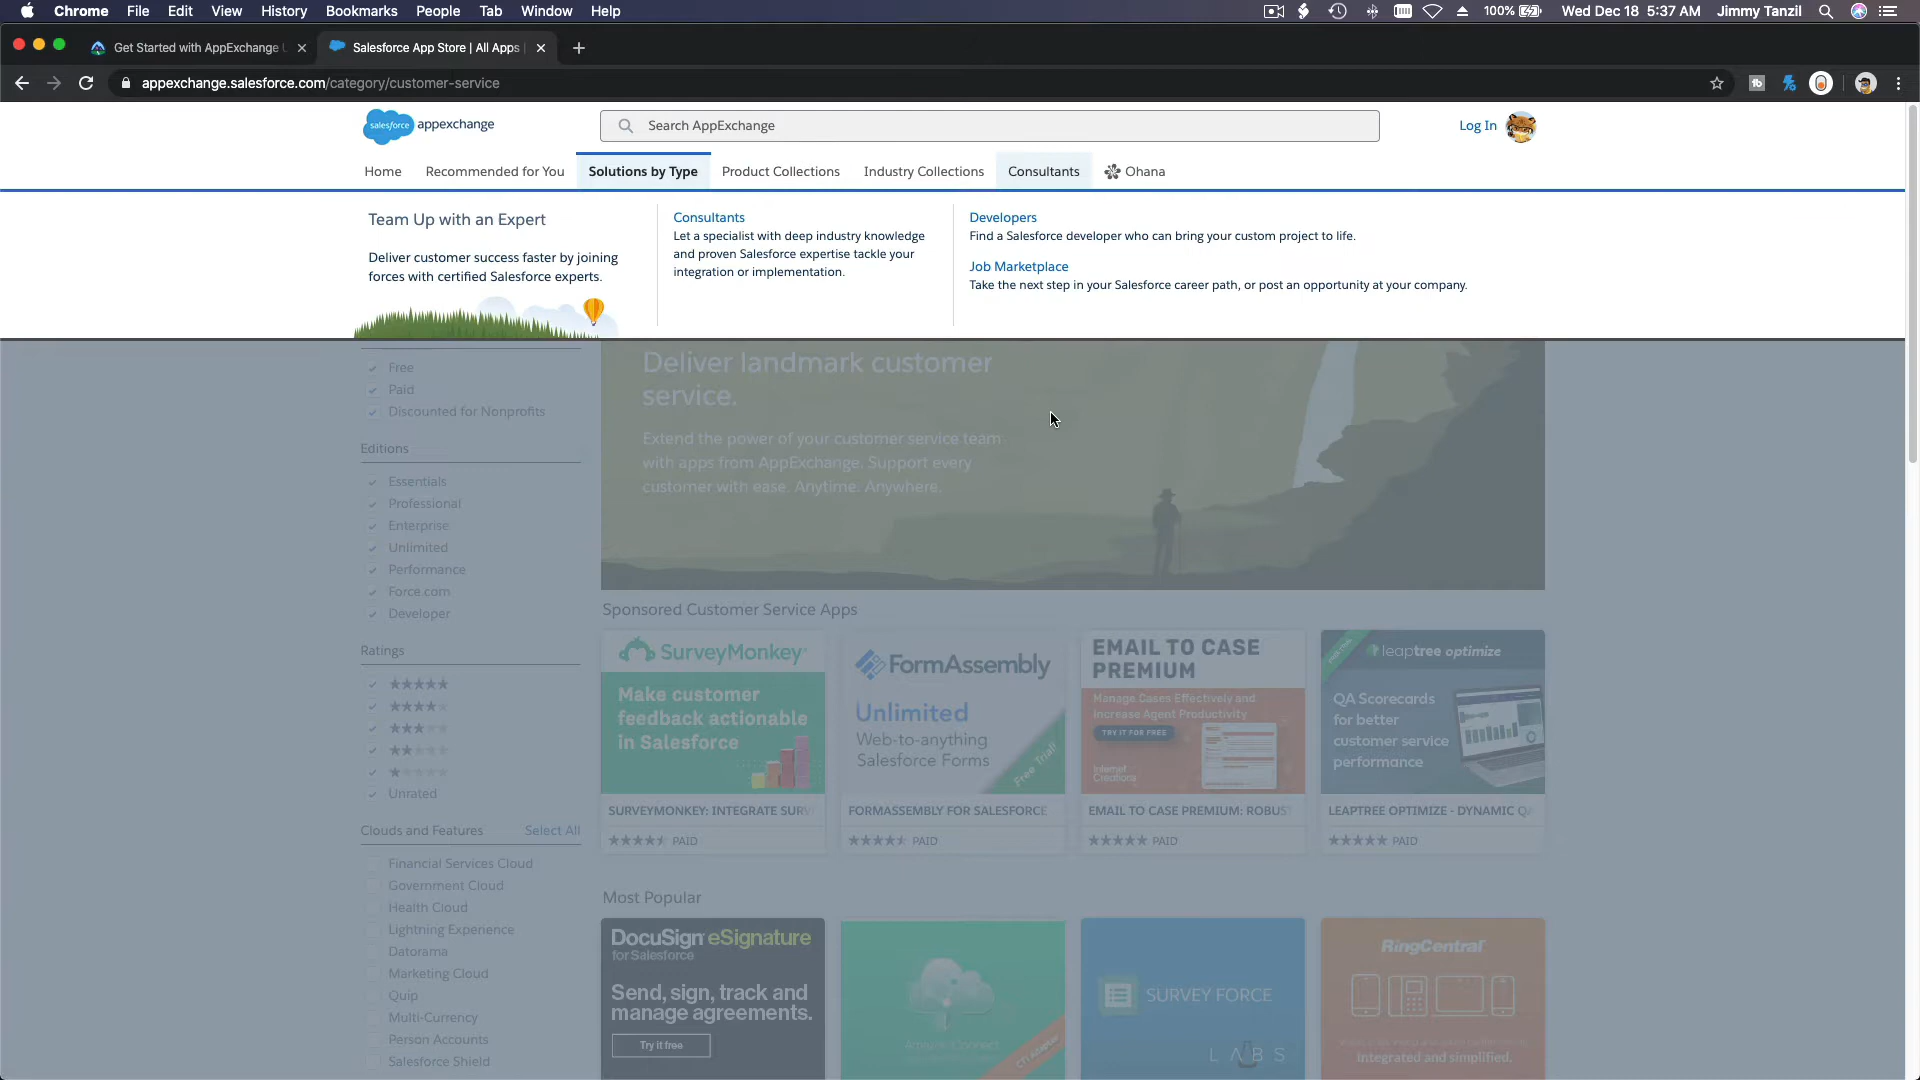 Chrome File Edit View History Bookmarks People Tab Window Help 100% Wed Dec 18 5:37 AM Jimmy Tanzil
Get Started with AppExchange Salesforce App Store | All Apps
appexchange.salesforce.com/category/customer-service
salesforce appexchange Search AppExchange Log In
Home Recommended for You Solutions by Type Product Collections Industry Collections Consultants Ohana
Team Up with an Expert
Deliver customer success faster by joining
forces with certified Salesforce experts.
Consultants
Let a specialist with deep industry knowledge
and proven Salesforce expertise tackle your
integration or implementation.
Developers
Find a Salesforce developer who can bring your custom project to life.
Job Marketplace
Take the next step in your Salesforce career path, or post an opportunity at your company.
Free
Paid
Discounted for Nonprofits
Editions
Essentials
Professional
Enterprise
Unlimited
Performance
Force.com
Developer
Ratings
Unrated
Clouds and Features Select All
Financial Services Cloud
Government Cloud
Health Cloud
Lightning Experience
Datorama
Marketing Cloud
Quip
Multi-Currency
Person Accounts
Salesforce Shield
Deliver landmark customer
service.
Extend the power of your customer service team
with apps from AppExchange. Support every
customer with ease. Anytime. Anywhere.
Sponsored Customer Service Apps
SurveyMonkey
Make customer
feedback actionable
in Salesforce
SURVEYMONKEY: INTEGRATE SURV
PAID
FormAssembly
Unlimited
Web-to-anything
Salesforce Forms
Free Trial!
FORMASSEMBLY FOR SALESFORCE
PAID
EMAIL TO CASE
PREMIUM
Manage Cases Effectively and
Increase Agent Productivity
TRY IT FOR FREE
Internet
Creations
EMAIL TO CASE PREMIUM: ROBUST
PAID
leaptree optimize
QA Scorecards
for better
customer service
performance
LEAPTREE OPTIMIZE - DYNAMIC QA
PAID
Most Popular
DocuSign eSignature
for Salesforce
Send, sign, track and
manage agreements.
Try it free
Amazon Connect
CTI Adapter
SURVEY FORCE
LABS
RingCentral
integrated and simplified.